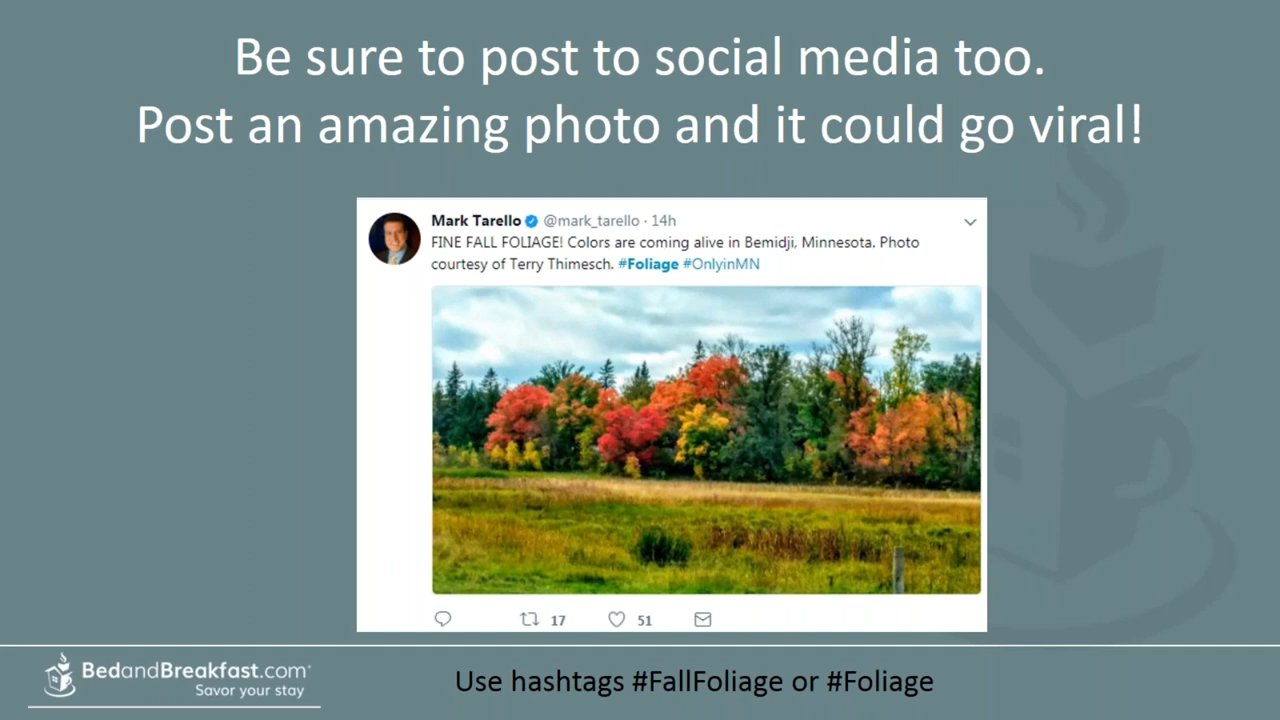 Be sure to post to social media too.
Post an amazing photo and it could go viral!
Mark Tarello @mark_tarello · 14h
FINE FALL FOLIAGE! Colors are coming alive in Bemidji, Minnesota. Photo
courtesy of Terry Thimesch. #Foliage #OnlyinMN
17 51
BedandBreakfast.com
Savor your stay
Use hashtags #FallFoliage or #Foliage